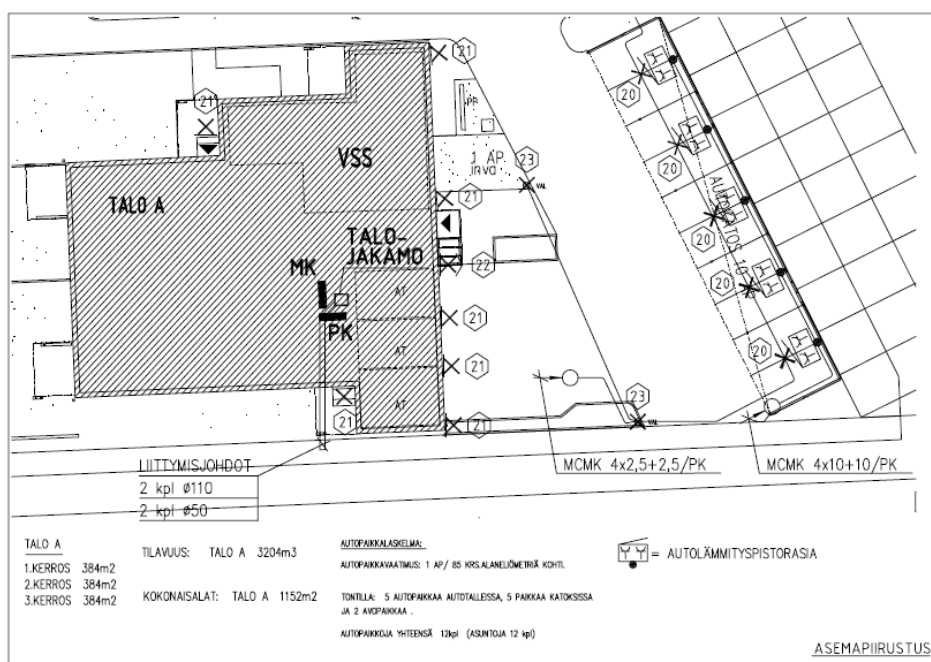 21
21
20
PR
VSS
1 AP.
23
VAL
20
TALO A
21
20
TALO-
JAKAMO
MK
22
20
AT
PK
21
AT
21
20
AT
23
21
21
VAL
LIITTYMISJOHDOT
2 kpl ø110
2 kpl ø50
MCMK 4x2,5+2,5/PK
MCMK 4x10+10/PK
TALO A
1.KERROS 384m2
2.KERROS 384m2
3.KERROS 384m2
TILAVUUS: TALO A 3204m3
KOKONAISALAT: TALO A 1152m2
AUTOPAIKKALASKELMA:
AUTOPAIKKAVAATIMUS: 1 AP/ 85 KRS.ALANELIÖMETRIÄ KOHTI.
TONTILLA: 5 AUTOPAIKKAA AUTOTALLEISSA, 5 PAIKKAA KATOKSISSA
JA 2 AVOPAIKKAA .
AUTOPAIKKOJA YHTEENSÄ 12kpl (ASUNTOJA 12 kpl)
= AUTOLÄMMITYSPISTORASIA
ASEMAPIIRUSTUS